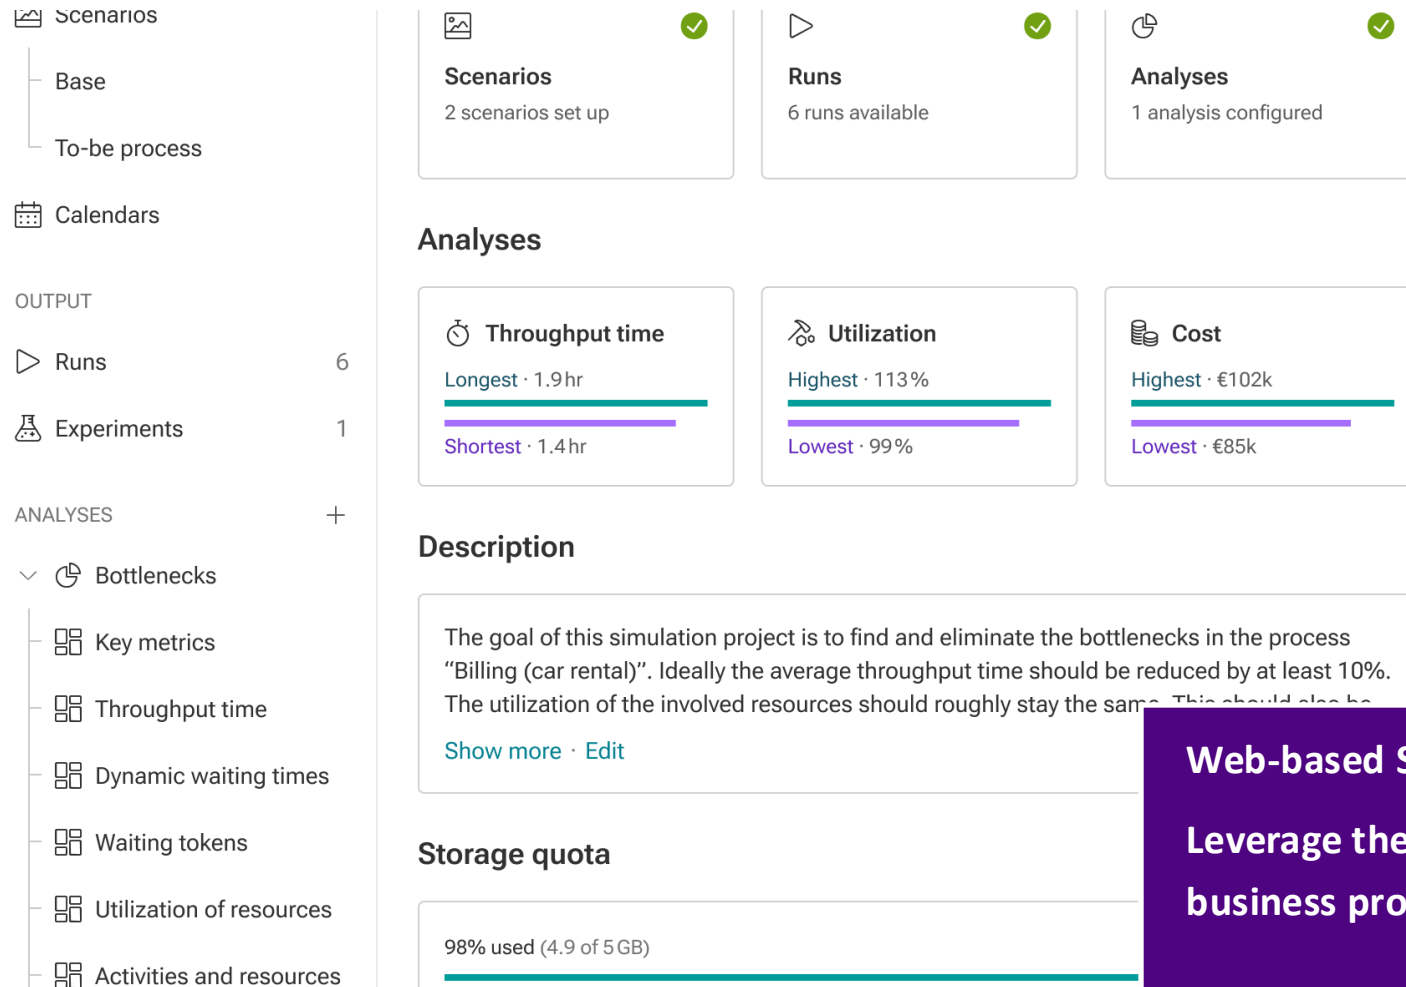 Scenarios
Base
To-be process
Calendars
OUTPUT
Runs 6
Experiments 1
ANALYSES +
Bottlenecks
Key metrics
Throughput time
Dynamic waiting times
Waiting tokens
Utilization of resources
Activities and resources
Scenarios
2 scenarios set up
Runs
6 runs available
Analyses
1 analysis configured
Analyses
Throughput time
Longest · 1.9 hr
Shortest · 1.4 hr
Utilization
Highest · 113 %
Lowest · 99 %
Cost
Highest · €102k
Lowest · €85k
Description
The goal of this simulation project is to find and eliminate the bottlenecks in the process
“Billing (car rental)”. Ideally the average throughput time should be reduced by at least 10%.
The utilization of the involved resources should roughly stay the same. This should also be
Show more · Edit
Storage quota
98% used (4.9 of 5 GB)
Web-based S
Leverage the
business pro